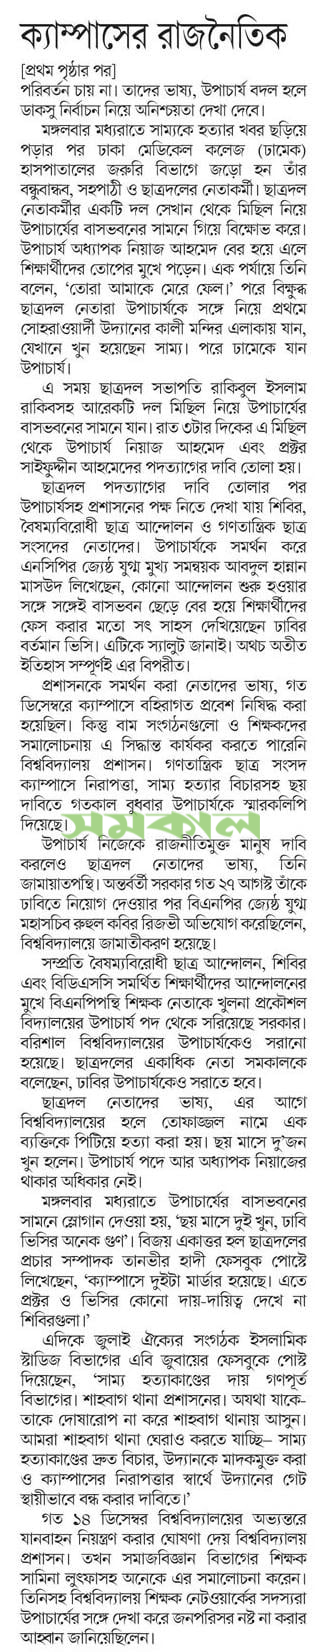 ক্যাম্পাসের রাজনৈতিক
[প্রথম পৃষ্ঠার পর]
পরিবর্তন চায় না। তাদের ভাষ্য, উপাচার্য বদল হলে
ডাকসু নির্বাচন নিয়ে অনিশ্চয়তা দেখা দেবে।
মঙ্গলবার মধ্যরাতে সাম্যকে হত্যার খবর ছড়িয়ে
পড়ার পর ঢাকা মেডিকেল কলেজ (ঢামেক)
হাসপাতালের জরুরি বিভাগে জড়ো হন তাঁর
বন্ধুবান্ধব, সহপাঠী ও ছাত্রদলের নেতাকর্মী। ছাত্রদল
নেতাকর্মীর একটি দল সেখান থেকে মিছিল নিয়ে
উপাচার্যের বাসভবনের সামনে গিয়ে বিক্ষোভ করে।
উপাচার্য অধ্যাপক নিয়াজ আহমেদ বের হয়ে এলে
শিক্ষার্থীদের তোপের মুখে পড়েন। এক পর্যায়ে তিনি
বলেন, ‘তোরা আমাকে মেরে ফেল।’ পরে বিক্ষুব্ধ
ছাত্রদল নেতারা উপাচার্যকে সঙ্গে নিয়ে প্রথমে
সোহরাওয়ার্দী উদ্যানের কালী মন্দির এলাকায় যান,
যেখানে খুন হয়েছেন সাম্য। পরে ঢামেকে যান
উপাচার্য।
এ সময় ছাত্রদল সভাপতি রাকিবুল ইসলাম
রাকিবসহ আরেকটি দল মিছিল নিয়ে উপাচার্যের
বাসভবনের সামনে যান। রাত ৩টার দিকের এ মিছিল
থেকে উপাচার্য নিয়াজ আহমেদ এবং প্রক্টর
সাইফুদ্দীন আহমেদের পদত্যাগের দাবি তোলা হয়।
ছাত্রদল পদত্যাগের দাবি তোলার পর
উপাচার্যসহ প্রশাসনের পক্ষ নিতে দেখা যায় শিবির,
বৈষম্যবিরোধী ছাত্র আন্দোলন ও গণতান্ত্রিক ছাত্র
সংসদের নেতাদের। উপাচার্যকে সমর্থন করে
এনসিপির জ্যেষ্ঠ যুগ্ম মুখ্য সমন্বয়ক আবদুল হান্নান
মাসউদ লিখেছেন, কোনো আন্দোলন শুরু হওয়ার
সঙ্গে সঙ্গেই বাসভবন ছেড়ে বের হয়ে শিক্ষার্থীদের
ফেস করার মতো সৎ সাহস দেখিয়েছেন ঢাবির
বর্তমান ভিসি। এটিকে স্যালুট জানাই। অথচ অতীত
ইতিহাস সম্পূর্ণই এর বিপরীত।
প্রশাসনকে সমর্থন করা নেতাদের ভাষ্য, গত
ডিসেম্বরে ক্যাম্পাসে বহিরাগত প্রবেশ নিষিদ্ধ করা
হয়েছিল। কিন্তু বাম সংগঠনগুলো ও শিক্ষকদের
সমালোচনায় এ সিদ্ধান্ত কার্যকর করতে পারেনি
বিশ্ববিদ্যালয় প্রশাসন। গণতান্ত্রিক ছাত্র সংসদ
ক্যাম্পাসে নিরাপত্তা, সাম্য হত্যার বিচারসহ ছয়
দাবিতে গতকাল বুধবার উপাচার্যকে স্মারকলিপি
দিয়েছে।
সমকাল
উপাচার্য নিজেকে রাজনীতিমুক্ত মানুষ দাবি
করলেও ছাত্রদল নেতাদের ভাষ্য, তিনি
জামায়াতপন্থি। অন্তর্বর্তী সরকার গত ২৭ আগস্ট তাঁকে
ঢাবিতে নিয়োগ দেওয়ার পর বিএনপির জ্যেষ্ঠ যুগ্ম
মহাসচিব রুহুল কবির রিজভী অভিযোগ করেছিলেন,
বিশ্ববিদ্যালয়ে জামাতীকরণ হয়েছে।
সম্প্রতি বৈষম্যবিরোধী ছাত্র আন্দোলন, শিবির
এবং বিডিএসসি সমর্থিত শিক্ষার্থীদের আন্দোলনের
মুখে বিএনপিপন্থি শিক্ষক নেতাকে খুলনা প্রকৌশল
বিদ্যালয়ের উপাচার্য পদ থেকে সরিয়েছে সরকার।
বরিশাল বিশ্ববিদ্যালয়ের উপাচার্যকেও সরানো
হয়েছে। ছাত্রদলের একাধিক নেতা সমকালকে
বলেছেন, ঢাবির উপাচার্যকেও সরাতে হবে।
ছাত্রদল নেতাদের ভাষ্য, এর আগে
বিশ্ববিদ্যালয়ের হলে তোফাজ্জল নামে এক
ব্যক্তিকে পিটিয়ে হত্যা করা হয়। ছয় মাসে দু’জন
খুন হলেন। উপাচার্য পদে আর অধ্যাপক নিয়াজের
থাকার অধিকার নেই।
মঙ্গলবার মধ্যরাতে উপাচার্যের বাসভবনের
সামনে স্লোগান দেওয়া হয়, ‘ছয় মাসে দুই খুন, ঢাবি
ভিসির অনেক গুণ’। বিজয় একাত্তর হল ছাত্রদলের
প্রচার সম্পাদক তানভীর হাদী ফেসবুক পোস্টে
লিখেছেন, ‘ক্যাম্পাসে দুইটা মার্ডার হয়েছে। এতে
প্রক্টর ও ভিসির কোনো দায়-দায়িত্ব দেখে না
শিবিরগুলা।’
এদিকে জুলাই ঐক্যের সংগঠক ইসলামিক
স্টাডিজ বিভাগের এবি জুবায়ের ফেসবুকে পোস্ট
দিয়েছেন, ‘সাম্য হত্যাকাণ্ডের দায় গণপূর্ত
বিভাগের। শাহবাগ থানা প্রশাসনের। অযথা যাকে-
তাকে দোষারোপ না করে শাহবাগ থানায় আসুন।
আমরা শাহবাগ থানা ঘেরাও করতে যাচ্ছি– সাম্য
হত্যাকাণ্ডের দ্রুত বিচার, উদ্যানকে মাদকমুক্ত করা
ও ক্যাম্পাসের নিরাপত্তার স্বার্থে উদ্যানের গেট
স্থায়ীভাবে বন্ধ করার দাবিতে।’
গত ১৪ ডিসেম্বর বিশ্ববিদ্যালয়ের অভ্যন্তরে
যানবাহন নিয়ন্ত্রণ করার ঘোষণা দেয় বিশ্ববিদ্যালয়
প্রশাসন। তখন সমাজবিজ্ঞান বিভাগের শিক্ষক
সামিনা লুৎফাসহ অনেকে এর সমালোচনা করেন।
তিনিসহ বিশ্ববিদ্যালয় শিক্ষক নেটওয়ার্কের সদস্যরা
উপাচার্যের সঙ্গে দেখা করে জনপরিসর নষ্ট না করার
আহ্বান জানিয়েছিলেন।